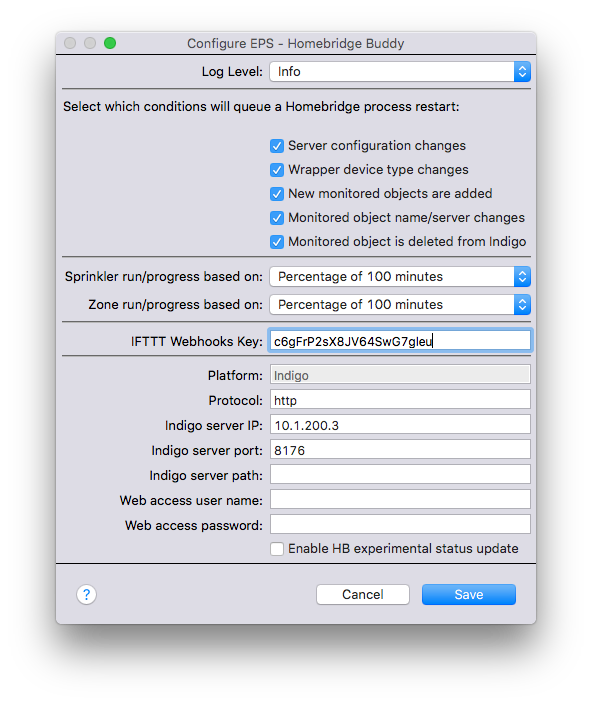 Configure EPS - Homebridge Buddy
Log Level: Info
Select which conditions will queue a Homebridge process restart:
Server configuration changes
Wrapper device type changes
New monitored objects are added
Monitored object name/server changes
Monitored object is deleted from Indigo
Sprinkler run/progress based on: Percentage of 100 minutes
Zone run/progress based on: Percentage of 100 minutes
IFTTT Webhooks Key: c6gFrP2sX8JV64SwG7gleu
Platform: Indigo
Protocol: http
Indigo server IP: 10.1.200.3
Indigo server port: 8176
Indigo server path:
Web access user name:
Web access password:
Enable HB experimental status update
? Cancel Save